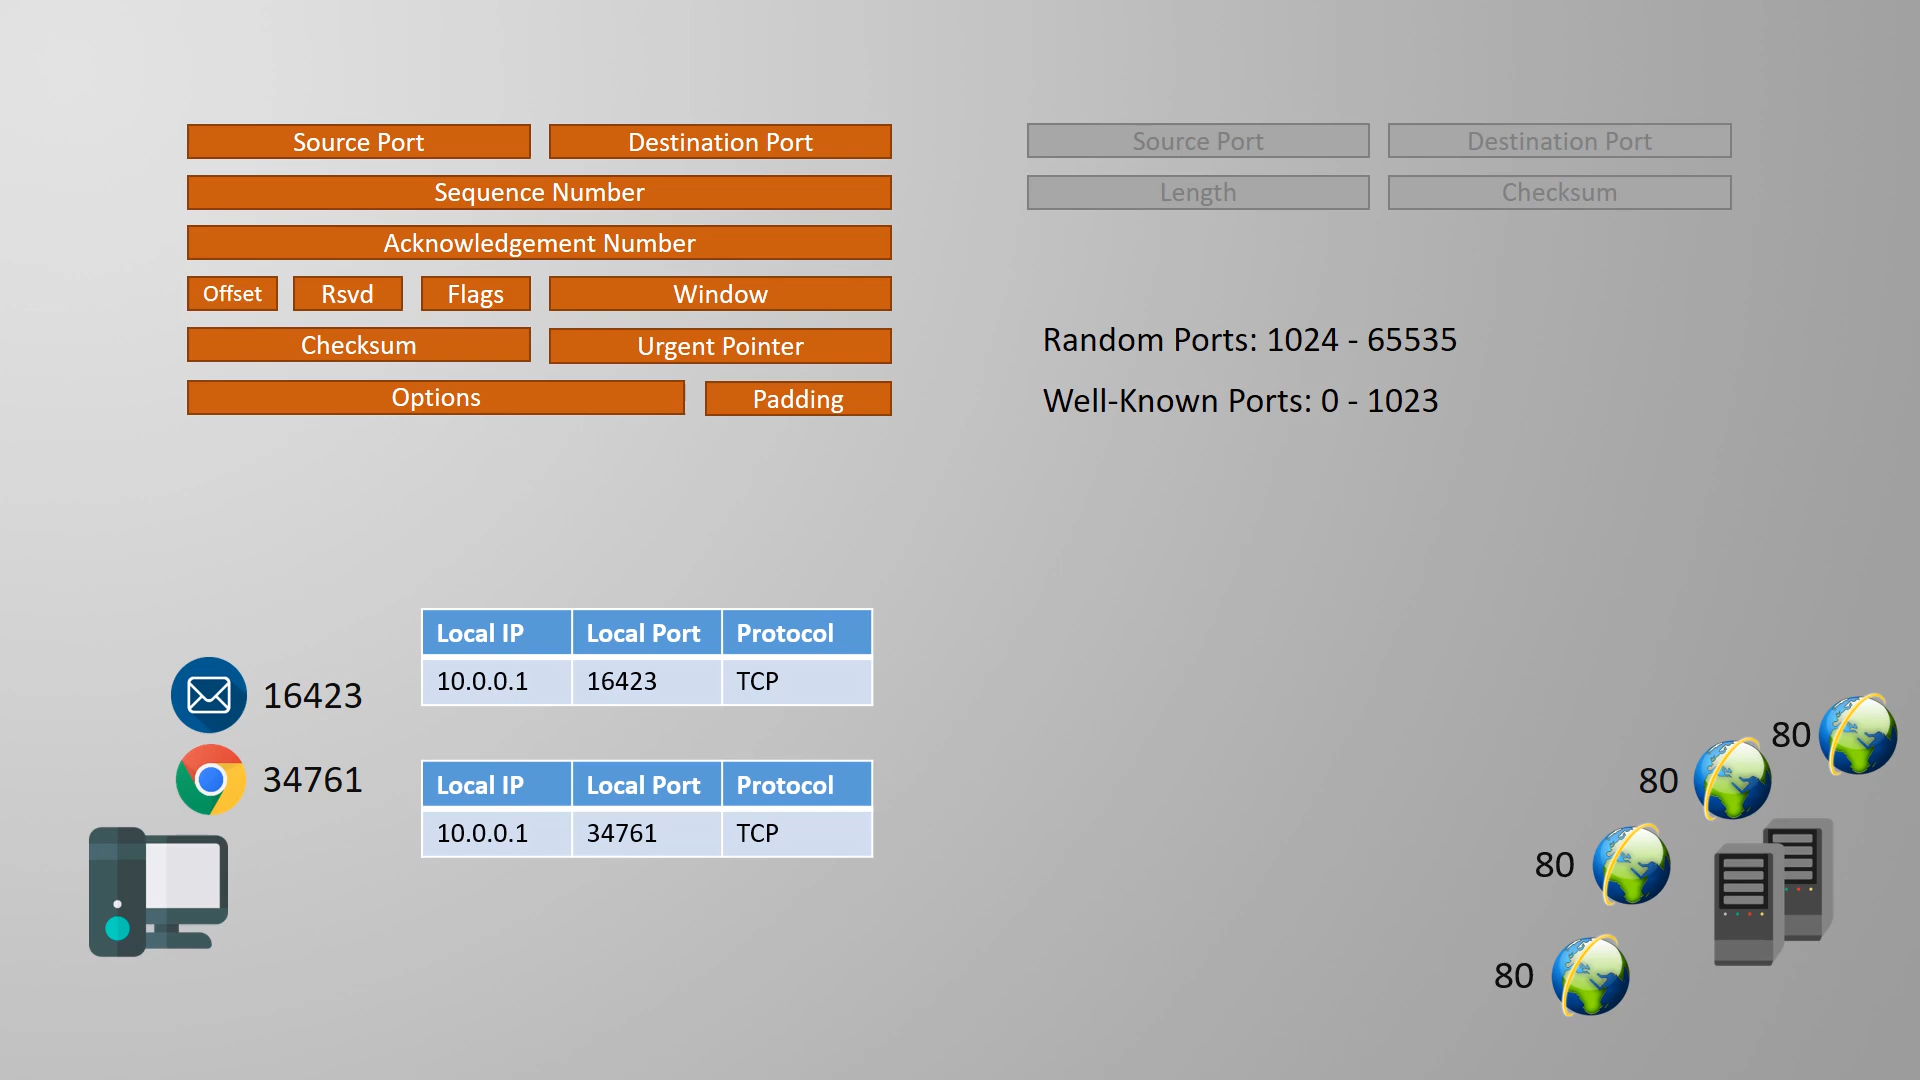 Source Port Destination Port
Sequence Number
Acknowledgement Number
Offset Rsvd Flags Window
Checksum Urgent Pointer
Options Padding
Source Port Destination Port
Length Checksum
Random Ports: 1024 - 65535
Well-Known Ports: 0 - 1023
16423
34761
Local IP Local Port Protocol
10.0.0.1 16423 TCP
Local IP Local Port Protocol
10.0.0.1 34761 TCP
80
80
80
80